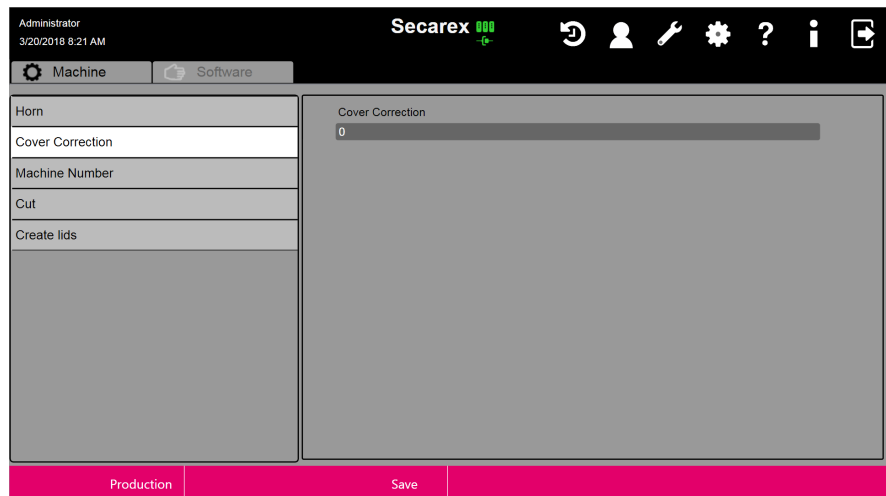 Administrator
3/20/2018 8:21 AM
Secarex
?
i
Machine
Software
Horn
Cover Correction
Machine Number
Cut
Create lids
Cover Correction
0
Production
Save